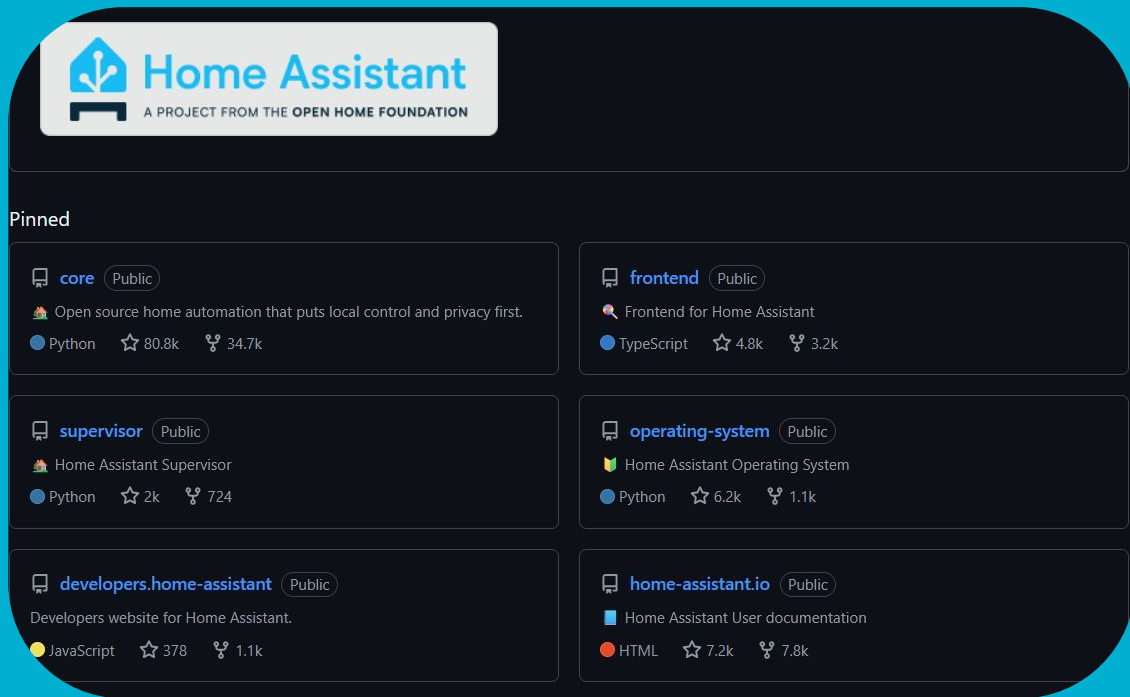 Home Assistant
A PROJECT FROM THE OPEN HOME FOUNDATION
Pinned
core Public
Open source home automation that puts local control and privacy first.
Python 80.8k 34.7k
frontend Public
Frontend for Home Assistant
TypeScript 4.8k 3.2k
supervisor Public
Home Assistant Supervisor
Python 2k 724
operating-system Public
Home Assistant Operating System
Python 6.2k 1.1k
developers.home-assistant Public
Developers website for Home Assistant.
JavaScript 378 1.1k
home-assistant.io Public
Home Assistant User documentation
HTML 7.2k 7.8k